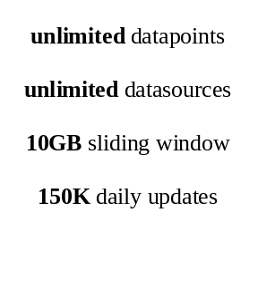 unlimited datapoints
unlimited datasources
10GB sliding window
150K daily updates